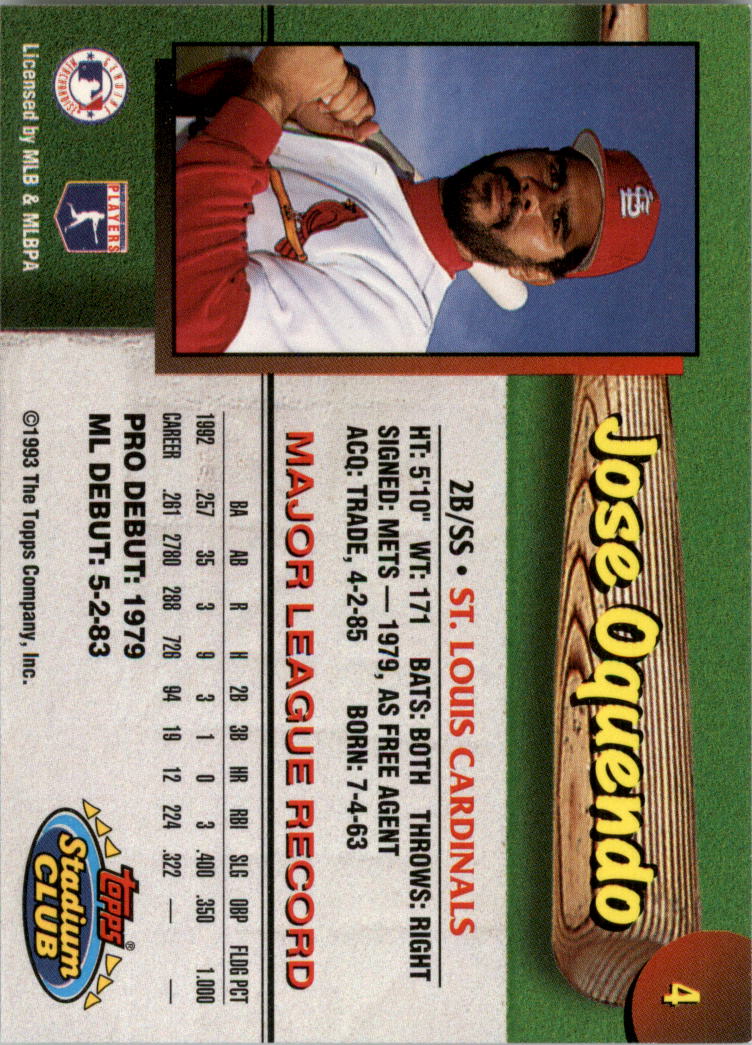 4
Jose Oquendo
2B/SS • ST. LOUIS CARDINALS
HT: 5'10" WT: 171 BATS: BOTH THROWS: RIGHT
SIGNED: METS — 1979, AS FREE AGENT
ACQ: TRADE, 4-2-85 BORN: 7-4-63
MAJOR LEAGUE RECORD
BA AB R H 2B 3B HR RBI SLG OBP FLDG PCT
1992 .257 35 3 9 3 1 0 3 .400 .350 1.000
CAREER .281 2780 288 728 94 19 12 224 .322 — —
PRO DEBUT: 1979
ML DEBUT: 5-2-83
Topps®
Stadium
CLUB
PLAYERS
Licensed by MLB & MLBPA
©1993 The Topps Company, Inc.
StL